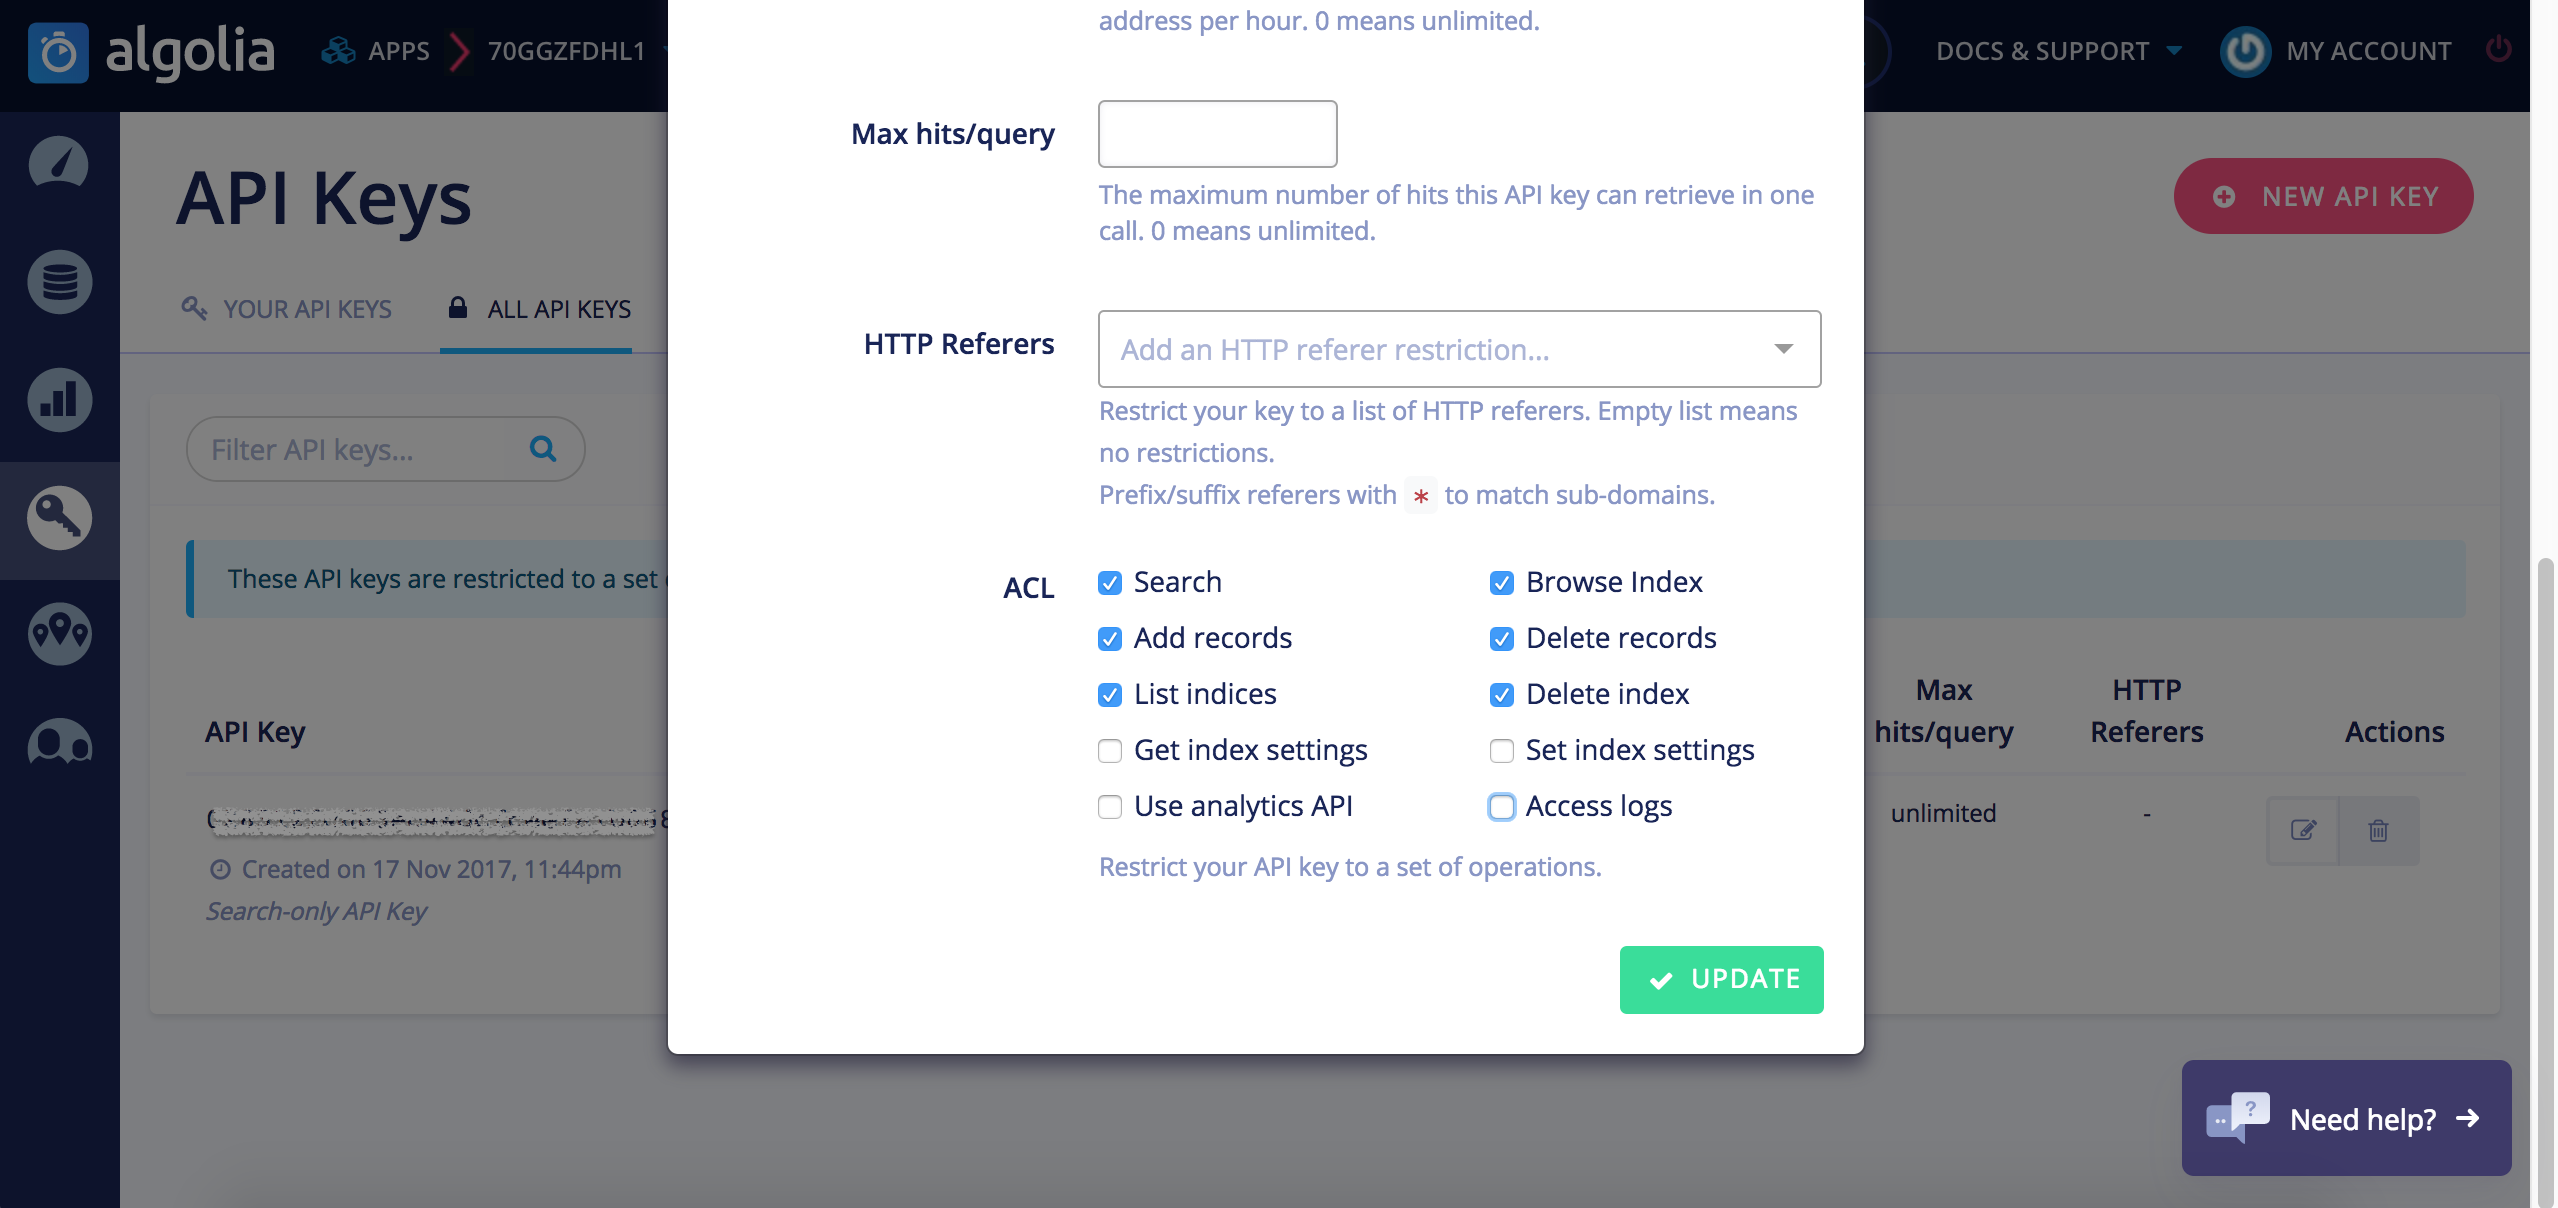 algolia
APPS
70GGZFDHL1
DOCS & SUPPORT
MY ACCOUNT
API Keys
NEW API KEY
YOUR API KEYS
ALL API KEYS
Filter API keys...
These API keys are restricted to a set
API Key
Max hits/query
HTTP Referers
Actions
Created on 17 Nov 2017, 11:44pm
Search-only API Key
unlimited
-
address per hour. 0 means unlimited.
Max hits/query
The maximum number of hits this API key can retrieve in one
call. 0 means unlimited.
HTTP Referers
Add an HTTP referer restriction...
Restrict your key to a list of HTTP referers. Empty list means
no restrictions.
Prefix/suffix referers with * to match sub-domains.
ACL
Search
Browse Index
Add records
Delete records
List indices
Delete index
Get index settings
Set index settings
Use analytics API
Access logs
Restrict your API key to a set of operations.
UPDATE
Need help?